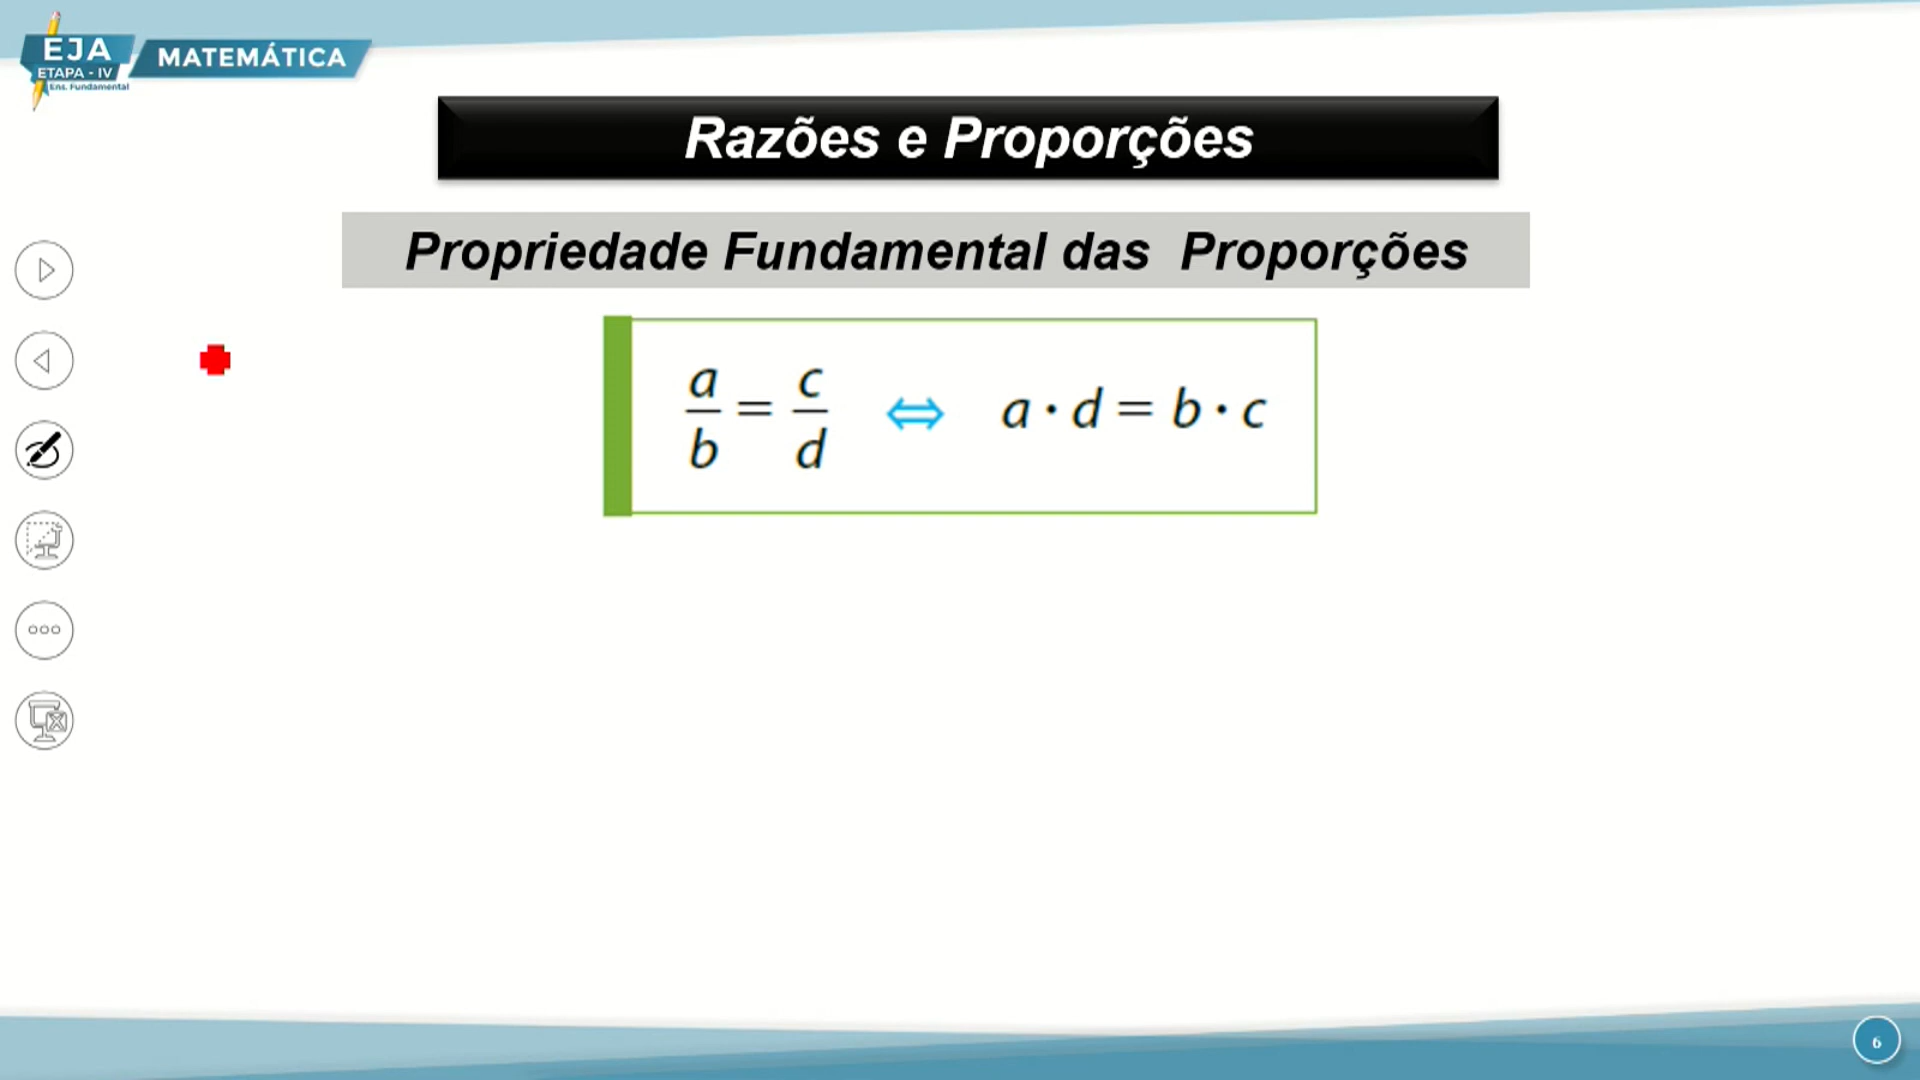 EJA
ETAPA - IV
Ens. Fundamental
MATEMÁTICA
Razões e Proporções
Propriedade Fundamental das Proporções
a/b = c/d ⇔ a · d = b · c
6